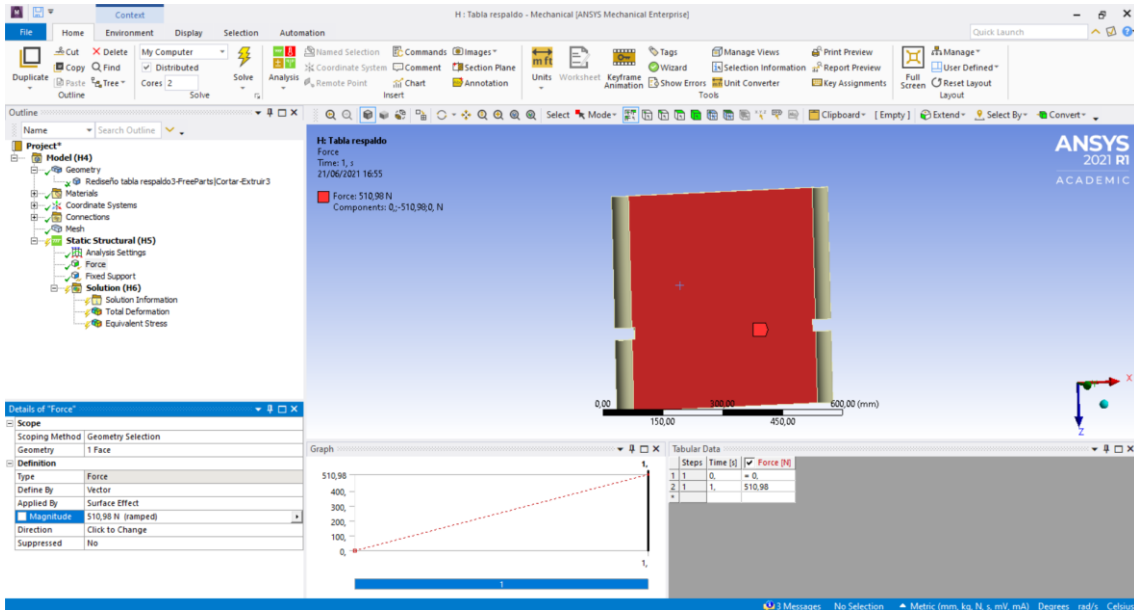 Context
H : Tabla respaldo - Mechanical [ANSYS Mechanical Enterprise]
File Home Environment Display Selection Automation
Quick Launch
Duplicate
Cut
Copy
Paste
Delete
Find
Tree
Outline
My Computer
Distributed
Cores 2
Solve
Solve
Analysis
Named Selection
Coordinate System
Remote Point
Commands
Comment
Chart
Images
Section Plane
Annotation
Insert
Units
Worksheet
Keyframe
Animation
Tags
Wizard
Show Errors
Manage Views
Selection Information
Unit Converter
Print Preview
Report Preview
Key Assignments
Tools
Full
Screen
Manage
User Defined
Reset Layout
Layout
Outline
Name Search Outline
Select Mode Clipboard [ Empty ] Extend Select By Convert
Project*
Model (H4)
Geometry
Rediseño tabla respaldo3-FreeParts|Cortar-Extruir3
Materials
Coordinate Systems
Connections
Mesh
Static Structural (H5)
Analysis Settings
Force
Fixed Support
Solution (H6)
Solution Information
Total Deformation
Equivalent Stress
H: Tabla respaldo
Force
Time: 1, s
21/06/2021 16:55
Force: 510,98 N
Components: 0,;-510,98;0, N
ANSYS
2021 R1
ACADEMIC
0,00 300,00 600,00 (mm)
150,00 450,00
X
Z
Details of "Force"
Scope
Scoping Method Geometry Selection
Geometry 1 Face
Definition
Type Force
Define By Vector
Applied By Surface Effect
Magnitude 510,98 N (ramped)
Direction Click to Change
Suppressed No
Graph
1,
510,98
400,
300,
200,
100,
0,
1,
1
Tabular Data
Steps Time [s] Force [N]
1 1 0, = 0,
2 1 1, 510,98
*
3 Messages No Selection Metric (mm, kg, N, s, mV, mA) Degrees rad/s Celsius